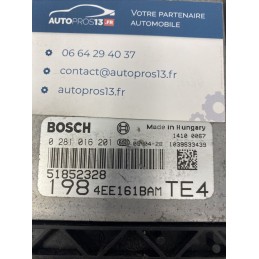 AUTOPROS13.FR
VOTRE PARTENAIRE
AUTOMOBILE
06 64 29 40 37
contact@autopros13.fr
autopros13.fr
BOSCH
Made in Hungary
1410 0057
0 281 016 201
1039S33439
51852328
198 4EE161BAM TE4